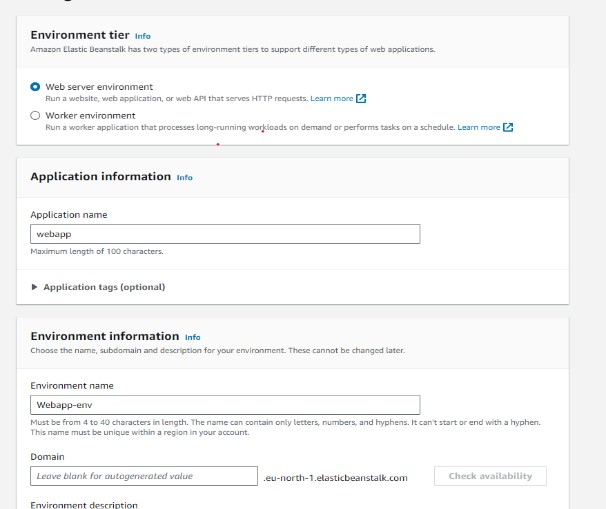 Environment tier Info
Amazon Elastic Beanstalk has two types of environment tiers to support different types of web applications.
Web server environment
Run a website, web application, or web API that serves HTTP requests. Learn more
Worker environment
Run a worker application that processes long-running workloads on demand or performs tasks on a schedule. Learn more
Application information Info
Application name
webapp
Maximum length of 100 characters.
Application tags (optional)
Environment information Info
Choose the name, subdomain and description for your environment. These cannot be changed later.
Environment name
Webapp-env
Must be from 4 to 40 characters in length. The name can contain only letters, numbers, and hyphens. It can't start or end with a hyphen.
This name must be unique within a region in your account.
Domain
Leave blank for autogenerated value .eu-north-1.elasticbeanstalk.com Check availability
Environment description